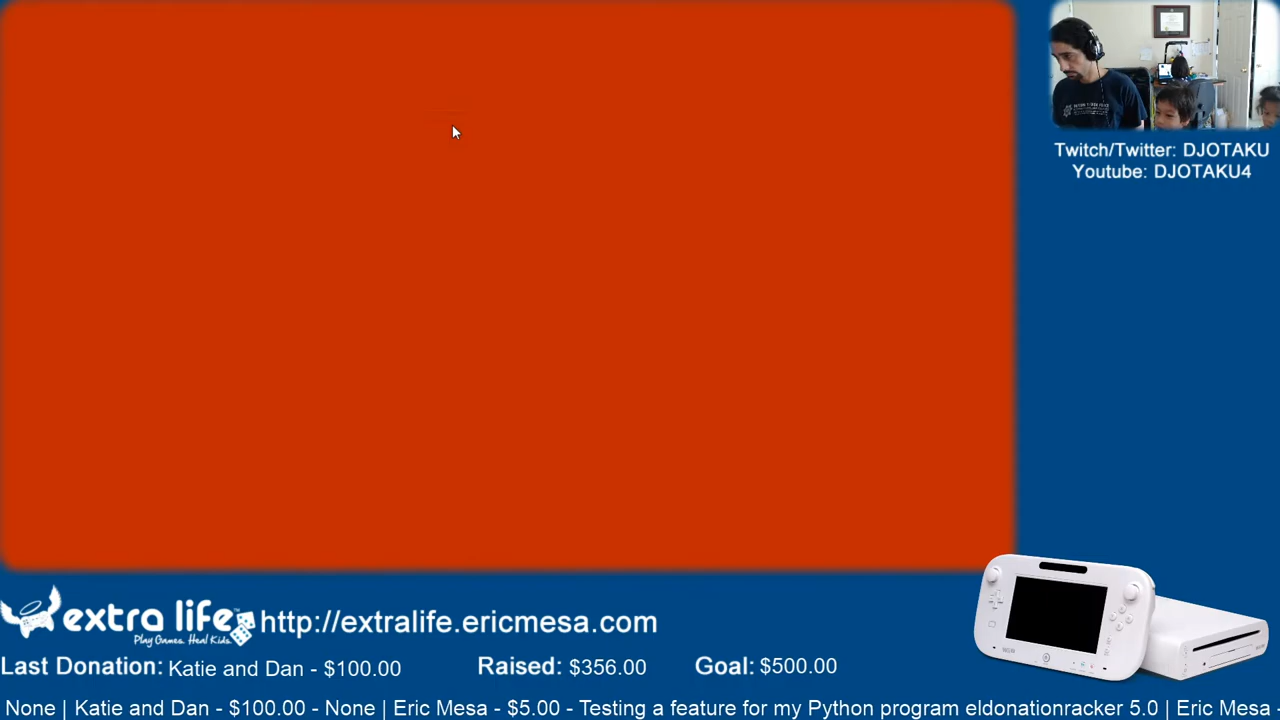 Twitch/Twitter: DJOTAKU
Youtube: DJOTAKU4
extra life
Play Games. Heal Kids.
http://extralife.ericmesa.com
Last Donation: Katie and Dan - $100.00 Raised: $356.00 Goal: $500.00
None | Katie and Dan - $100.00 - None | Eric Mesa - $5.00 - Testing a feature for my Python program eldonationracker 5.0 | Eric Mesa -